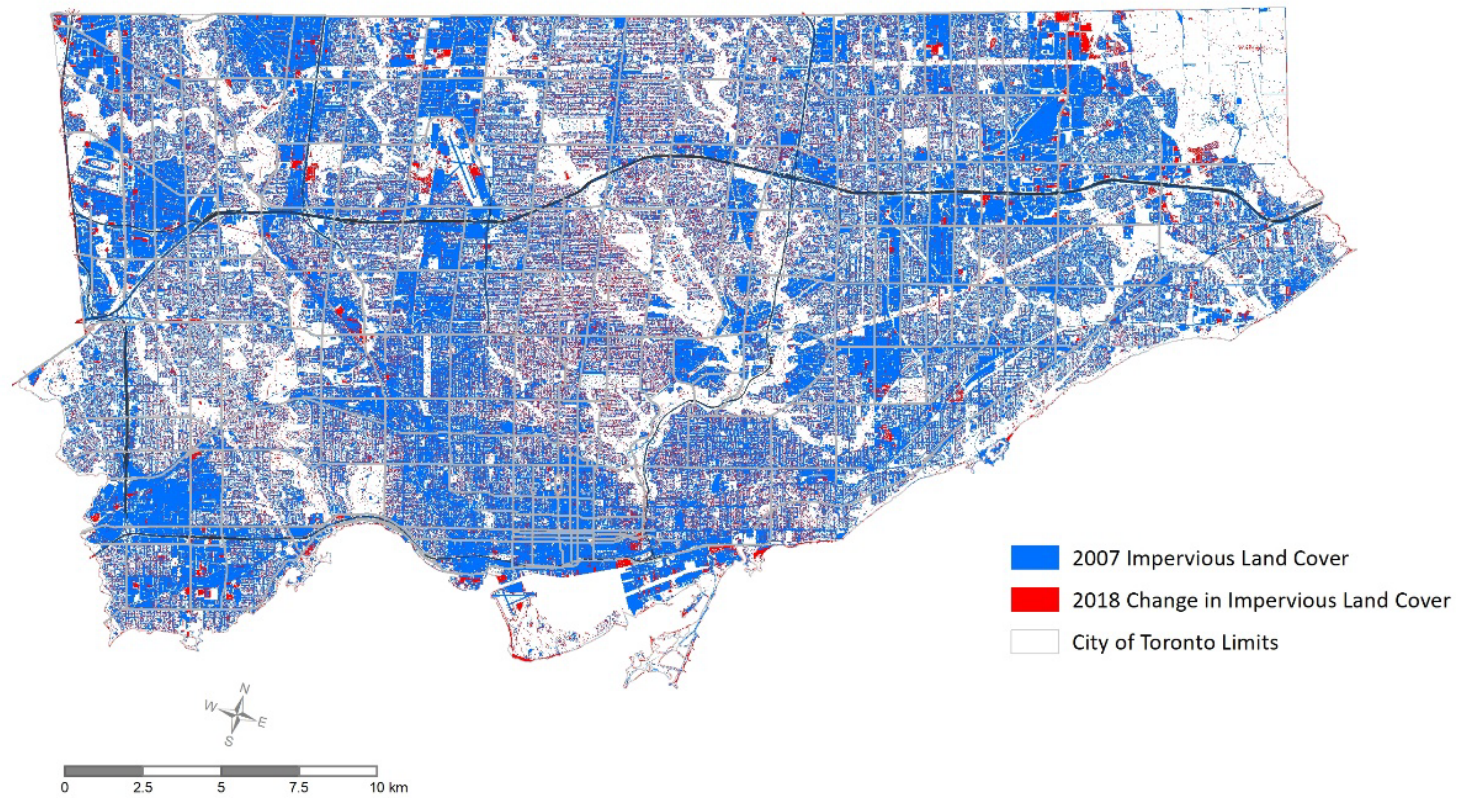 2007 Impervious Land Cover
2018 Change in Impervious Land Cover
City of Toronto Limits
N
W
E
S
0 2.5 5 7.5 10 km